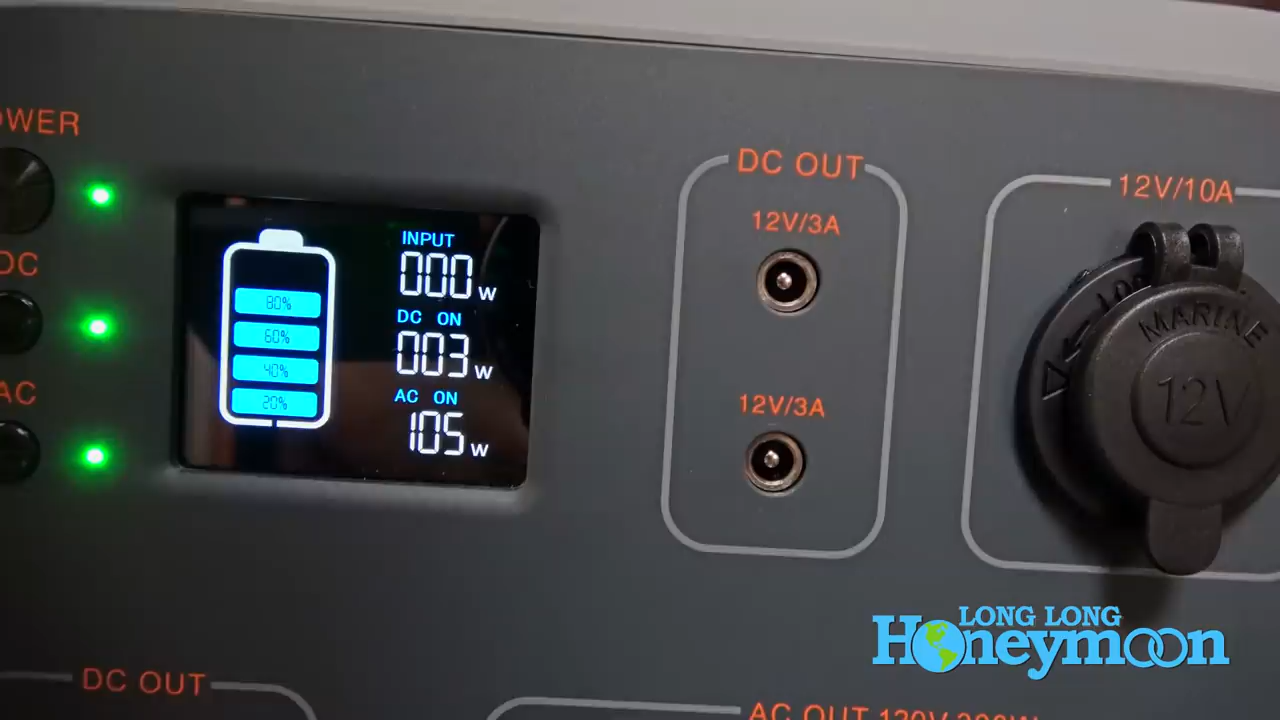 OWER
DC
AC
80%
60%
40%
20%
INPUT
000 W
DC ON
003 W
AC ON
105 W
DC OUT
12V/3A
12V/3A
12V/10A
MARINE
12V
DC OUT
AC OUT 120V
LONG LONG
Honeymoon